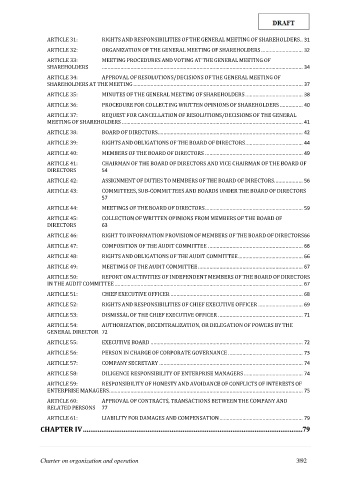 DRAFT
ARTICLE 31: RIGHTS AND RESPONSIBILITIES OF THE GENERAL MEETING OF SHAREHOLDERS.. 31
ARTICLE 32: ORGANIZATION OF THE GENERAL MEETING OF SHAREHOLDERS ........................ 32
ARTICLE 33: MEETING PROCEDURES AND VOTING AT THE GENERAL MEETING OF
SHAREHOLDERS ........................ 34
ARTICLE 34: APPROVAL OF RESOLUTIONS/DECISIONS OF THE GENERAL MEETING OF
SHAREHOLDERS AT THE MEETING ........................ 37
ARTICLE 35: MINUTES OF THE GENERAL MEETING OF SHAREHOLDERS ........................ 38
ARTICLE 36: PROCEDURE FOR COLLECTING WRITTEN OPINIONS OF SHAREHOLDERS ............ 40
ARTICLE 37: REQUEST FOR CANCELLATION OF RESOLUTIONS/DECISIONS OF THE GENERAL
MEETING OF SHAREHOLDERS ........................ 41
ARTICLE 38: BOARD OF DIRECTORS ........................ 42
ARTICLE 39: RIGHTS AND OBLIGATIONS OF THE BOARD OF DIRECTORS ........................ 44
ARTICLE 40: MEMBERS OF THE BOARD OF DIRECTORS ........................ 49
ARTICLE 41: CHAIRMAN OF THE BOARD OF DIRECTORS AND VICE CHAIRMAN OF THE BOARD OF
DIRECTORS 54
ARTICLE 42: ASSIGNMENT OF DUTIES TO MEMBERS OF THE BOARD OF DIRECTORS ................ 56
ARTICLE 43: COMMITTEES, SUB-COMMITTEES AND BOARDS UNDER THE BOARD OF DIRECTORS
57
ARTICLE 44: MEETINGS OF THE BOARD OF DIRECTORS ........................ 59
ARTICLE 45: COLLECTION OF WRITTEN OPINIONS FROM MEMBERS OF THE BOARD OF
DIRECTORS 63
ARTICLE 46: RIGHT TO INFORMATION PROVISION OF MEMBERS OF THE BOARD OF DIRECTORS66
ARTICLE 47: COMPOSITION OF THE AUDIT COMMITTEE ........................ 66
ARTICLE 48: RIGHTS AND OBLIGATIONS OF THE AUDIT COMMITTEE ........................ 66
ARTICLE 49: MEETINGS OF THE AUDIT COMMITTEE ........................ 67
ARTICLE 50: REPORT ON ACTIVITIES OF INDEPENDENT MEMBERS OF THE BOARD OF DIRECTORS
IN THE AUDIT COMMITTEE ........................ 67
ARTICLE 51: CHIEF EXECUTIVE OFFICER ........................ 68
ARTICLE 52: RIGHTS AND RESPONSIBILITIES OF CHIEF EXECUTIVE OFFICER ........................ 69
ARTICLE 53: DISMISSAL OF THE CHIEF EXECUTIVE OFFICER ........................ 71
ARTICLE 54: AUTHORIZATION, DECENTRALIZATION, OR DELEGATION OF POWERS BY THE
GENERAL DIRECTOR 72
ARTICLE 55: EXECUTIVE BOARD ........................ 72
ARTICLE 56: PERSON IN CHARGE OF CORPORATE GOVERNANCE ........................ 73
ARTICLE 57: COMPANY SECRETARY ........................ 74
ARTICLE 58: DILIGENCE RESPONSIBILITY OF ENTERPRISE MANAGERS ........................ 74
ARTICLE 59: RESPONSIBILITY OF HONESTY AND AVOIDANCE OF CONFLICTS OF INTERESTS OF
ENTERPRISE MANAGERS ........................ 75
ARTICLE 60: APPROVAL OF CONTRACTS, TRANSACTIONS BETWEEN THE COMPANY AND
RELATED PERSONS 77
ARTICLE 61: LIABILITY FOR DAMAGES AND COMPENSATION ........................ 79
CHAPTER IV ........................ 79
Charter on organization and operation 392